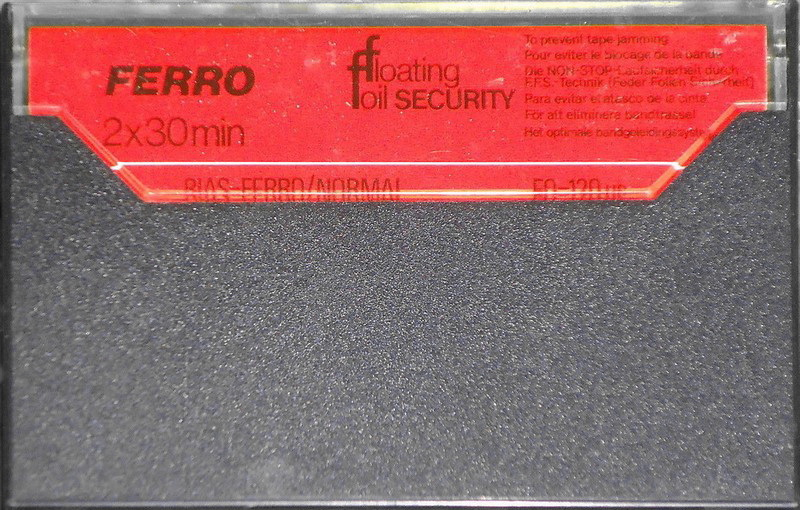 FERRO
2x30min
floating
foil SECURITY
To prevent tape jamming
Pour eviter le blocage de la bande
Die NON-STOP-Laufsicherheit durch
F.F.S.-Technik (Feder Folien Sicherheit)
Para evitar el atasco de la cinta
För att eliminera bandtrassel
Het optimale bandgeleidingssysteem
BIAS-FERRO/NORMAL EQ-120 µs